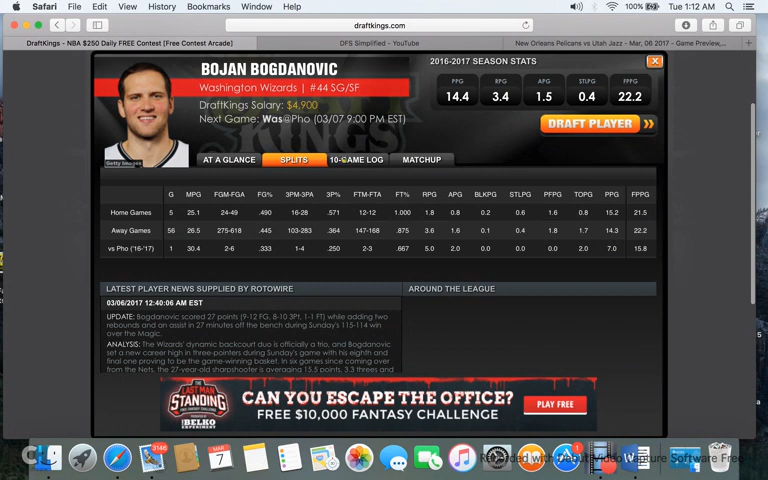 Safari File Edit View History Bookmarks Window Help 100% Tue 1:12 AM
draftkings.com
DraftKings - NBA $250 Daily FREE Contest [Free Contest Arcade] DFS Simplified - YouTube New Orleans Pelicans vs Utah Jazz - Mar, 06 2017 - Game Preview,...
BOJAN BOGDANOVIC
Washington Wizards | #44 SG/SF
DraftKings Salary: $4,900
Next Game: Was@Pho (03/07 9:00 PM EST)
Getty Images
2016-2017 SEASON STATS
X
PPG RPG APG STLPG FPPG
14.4 3.4 1.5 0.4 22.2
DRAFT PLAYER
AT A GLANCE SPLITS 10-GAME LOG MATCHUP
G MPG FGM-FGA FG% 3PM-3PA 3P% FTM-FTA FT% RPG APG BLKPG STLPG PFPG TOPG PPG FPPG
Home Games 5 25.1 24-49 .490 16-28 .571 12-12 1.000 1.8 0.8 0.2 0.6 1.6 0.8 15.2 21.5
Away Games 56 26.6 275-618 .445 103-283 .364 147-168 .875 3.6 1.6 0.1 0.4 1.8 1.7 14.3 22.2
vs Pho ('16-'17) 1 30.4 2-6 .333 1-4 .250 2-3 .667 5.0 2.0 0.0 0.0 0.0 2.0 7.0 15.8
LATEST PLAYER NEWS SUPPLIED BY ROTOWIRE
AROUND THE LEAGUE
03/06/2017 12:40:06 AM EST
UPDATE: Bogdanovic scored 27 points (9-12 FG, 8-10 3Pt, 1-1 FT) while adding two
rebounds and an assist in 27 minutes off the bench during Sunday's 115-114 win
over the Magic.
ANALYSIS: The Wizards' dynamic backcourt duo is officially a trio, and Bogdanovic
set a new career high in three-pointers during Sunday's game with his eighth and
final one proving to be the game-winning basket. In six games since coming over
from the Nets, the 27-year-old sharpshooter is averaging 15.5 points, 3.3 threes and
THE
LAST MAN
STANDING
FREE FANTASY CHALLENGE
THE BELKO
EXPERIMENT
CAN YOU ESCAPE THE OFFICE?
FREE $10,000 FANTASY CHALLENGE
PLAY FREE
3146
MAR
7
1
Recorded with Debut Video Capture Software Free